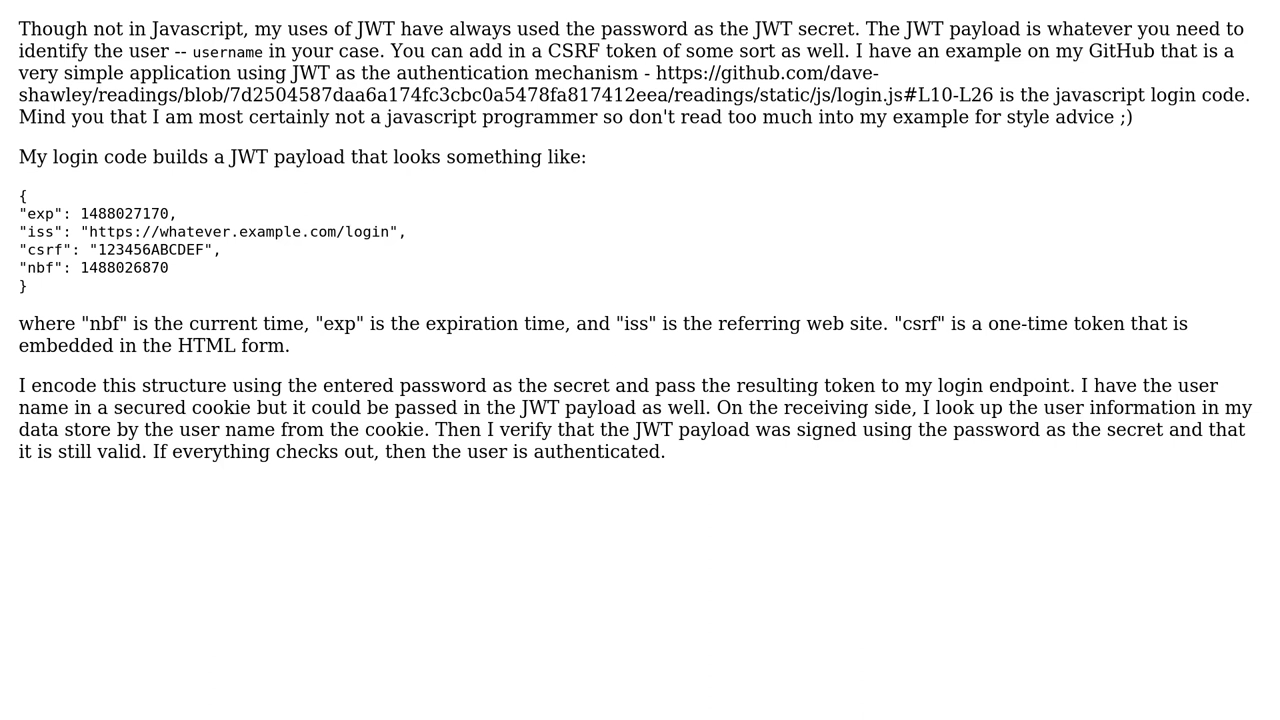 Though not in Javascript, my uses of JWT have always used the password as the JWT secret. The JWT payload is whatever you need to
identify the user -- username in your case. You can add in a CSRF token of some sort as well. I have an example on my GitHub that is a
very simple application using JWT as the authentication mechanism - https://github.com/dave-
shawley/readings/blob/7d2504587daa6a174fc3cbc0a5478fa817412eea/readings/static/js/login.js#L10-L26 is the javascript login code.
Mind you that I am most certainly not a javascript programmer so don't read too much into my example for style advice ;)
My login code builds a JWT payload that looks something like:
{
"exp": 1488027170,
"iss": "https://whatever.example.com/login",
"csrf": "123456ABCDEF",
"nbf": 1488026870
}
where "nbf" is the current time, "exp" is the expiration time, and "iss" is the referring web site. "csrf" is a one-time token that is
embedded in the HTML form.
I encode this structure using the entered password as the secret and pass the resulting token to my login endpoint. I have the user
name in a secured cookie but it could be passed in the JWT payload as well. On the receiving side, I look up the user information in my
data store by the user name from the cookie. Then I verify that the JWT payload was signed using the password as the secret and that
it is still valid. If everything checks out, then the user is authenticated.